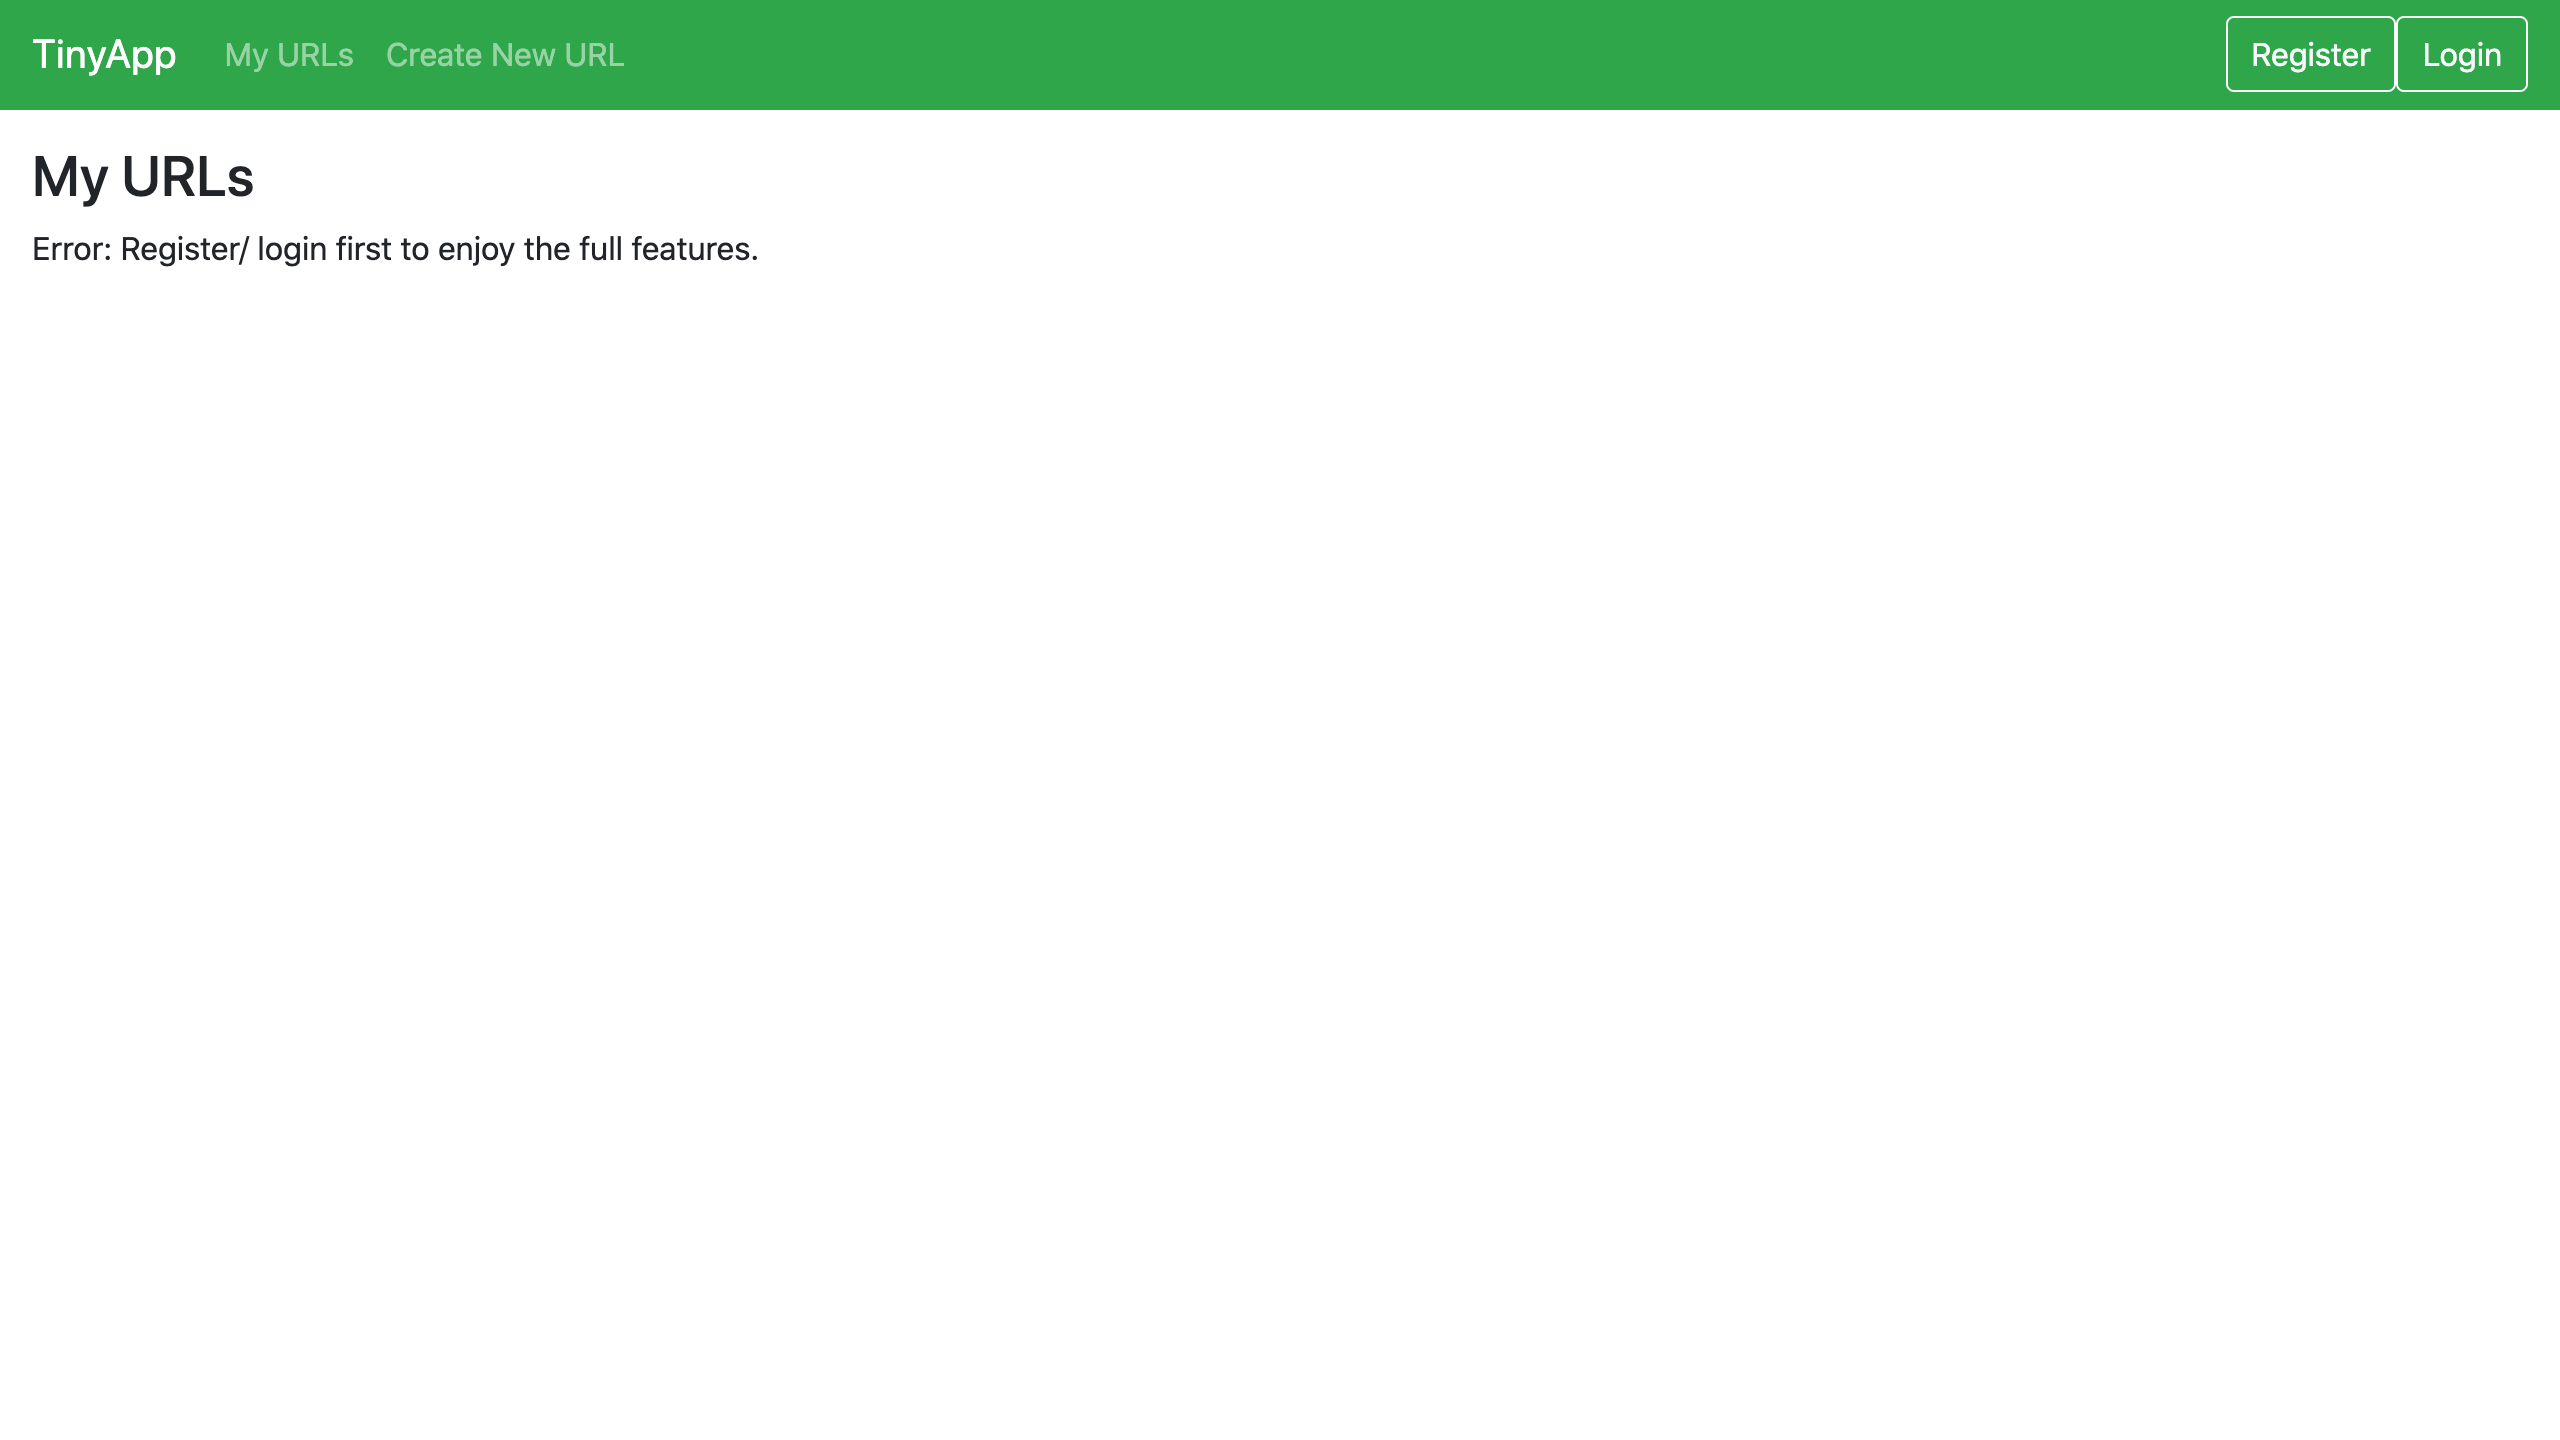 TinyApp My URLs Create New URL Register Login
My URLs
Error: Register/ login first to enjoy the full features.